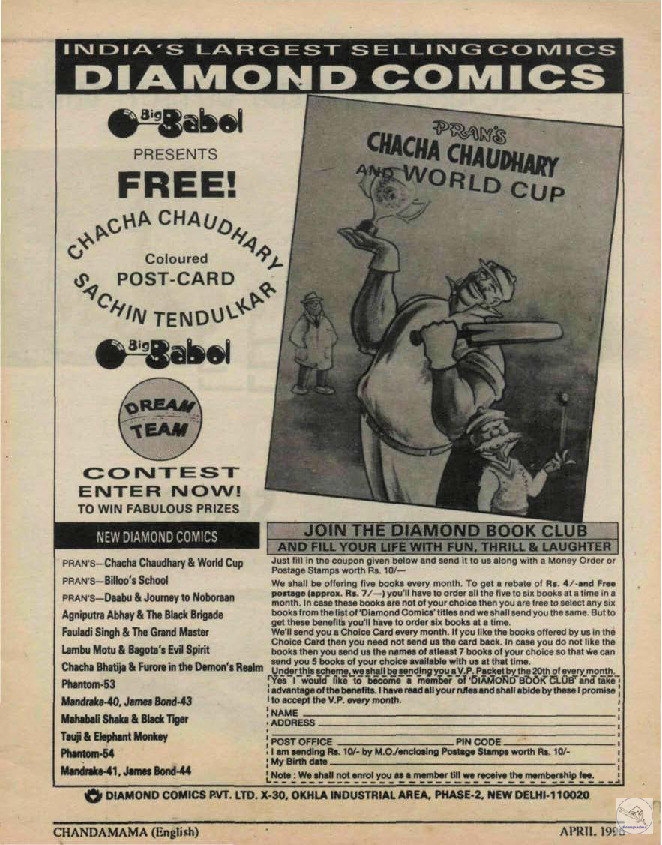 INDIA'S LARGEST SELLING COMICS
DIAMOND COMICS
Big Babol
PRESENTS
FREE!
CHACHA CHAUDHARY
Coloured
POST-CARD
SACHIN TENDULKAR
Big Babol
DREAM
TEAM
CONTEST
ENTER NOW!
TO WIN FABULOUS PRIZES
PRAN'S
CHACHA CHAUDHARY
AND WORLD CUP
NEW DIAMOND COMICS
PRAN'S—Chacha Chaudhary & World Cup
PRAN'S—Billoo's School
PRAN'S—Daabu & Journey to Noboraan
Agniputra Abhay & The Black Brigade
Fauladi Singh & The Grand Master
Lambu Motu & Bagota's Evil Spirit
Chacha Bhatija & Furore in the Demon's Realm
Phantom-53
Mandrake-40, James Bond-43
Mahabali Shaka & Black Tiger
Tauji & Elephant Monkey
Phantom-54
Mandrake-41, James Bond-44
JOIN THE DIAMOND BOOK CLUB
AND FILL YOUR LIFE WITH FUN, THRILL & LAUGHTER
Just fill in the coupon given below and send it to us along with a Money Order or
Postage Stamps worth Rs. 10/—
We shall be offering five books every month. To get a rebate of Rs. 4/-and Free
postage (approx. Rs. 7/—) you'll have to order all the five to six books at a time in a
month. In case these books are not of your choice then you are free to select any six
books from the list of 'Diamond Comics' titles and we shall send you the same. But to
get these benefits you'll have to order six books at a time.
We'll send you a Choice Card every month. If you like the books offered by us in the
Choice Card then you need not send us the card back. In case you do not like the
books then you send us the names of atleast 7 books of your choice so that we can
send you 5 books of your choice available with us at that time.
Under this scheme, we shall be sending you a V.P. Packet by the 20th of every month.
Yes I would like to become a member of 'DIAMOND BOOK CLUB' and take
advantage of the benefits. I have read all your rules and shall abide by these I promise
to accept the V.P. every month.
NAME
ADDRESS
POST OFFICE PIN CODE
I am sending Rs. 10/- by M.O./enclosing Postage Stamps worth Rs. 10/-
My Birth date
Note : We shall not enrol you as a member till we receive the membership fee.
DIAMOND COMICS PVT. LTD. X-30, OKHLA INDUSTRIAL AREA, PHASE-2, NEW DELHI-110020
CHANDAMAMA (English)
APRIL